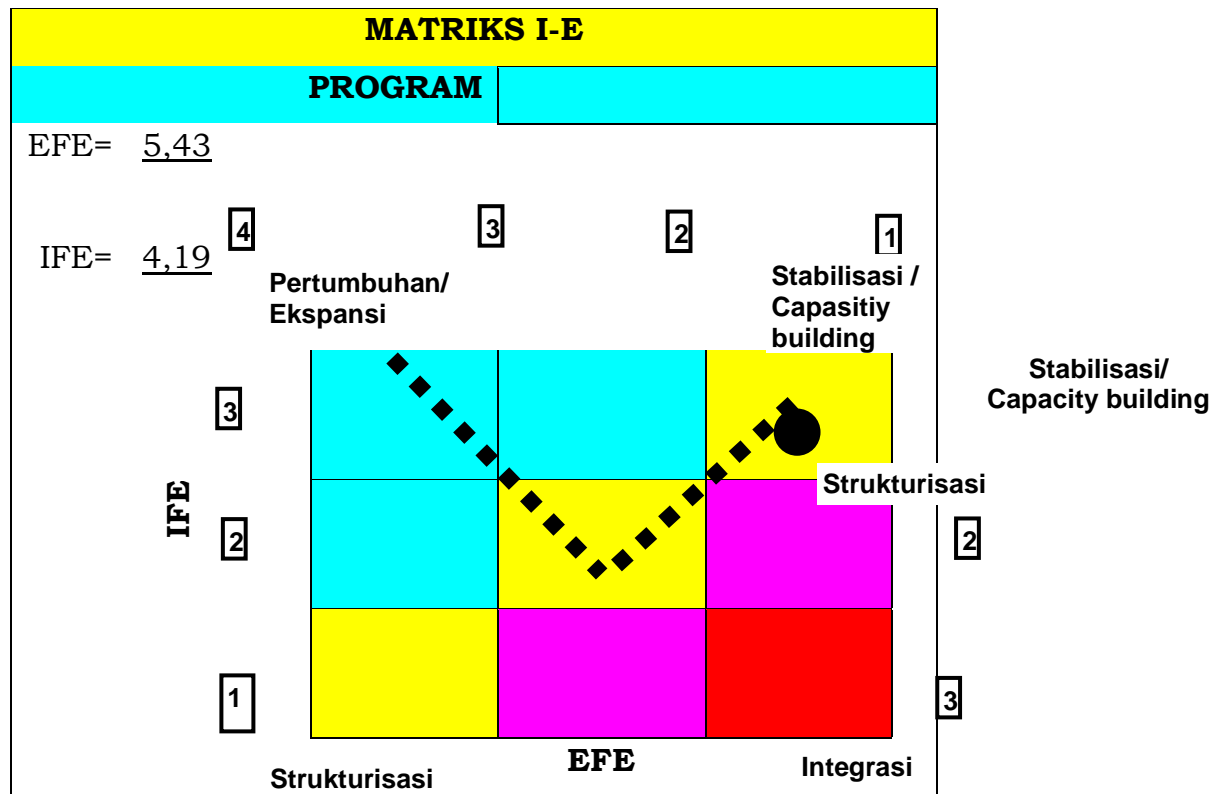 MATRIKS I-E
PROGRAM
EFE= 5,43
4
3
2
1
IFE= 4,19
Pertumbuhan/
Ekspansi
Stabilisasi /
Capasitiy
building
Stabilisasi/
Capacity building
3
Strukturisasi
IFE
2
2
1
3
EFE
Strukturisasi
Integrasi